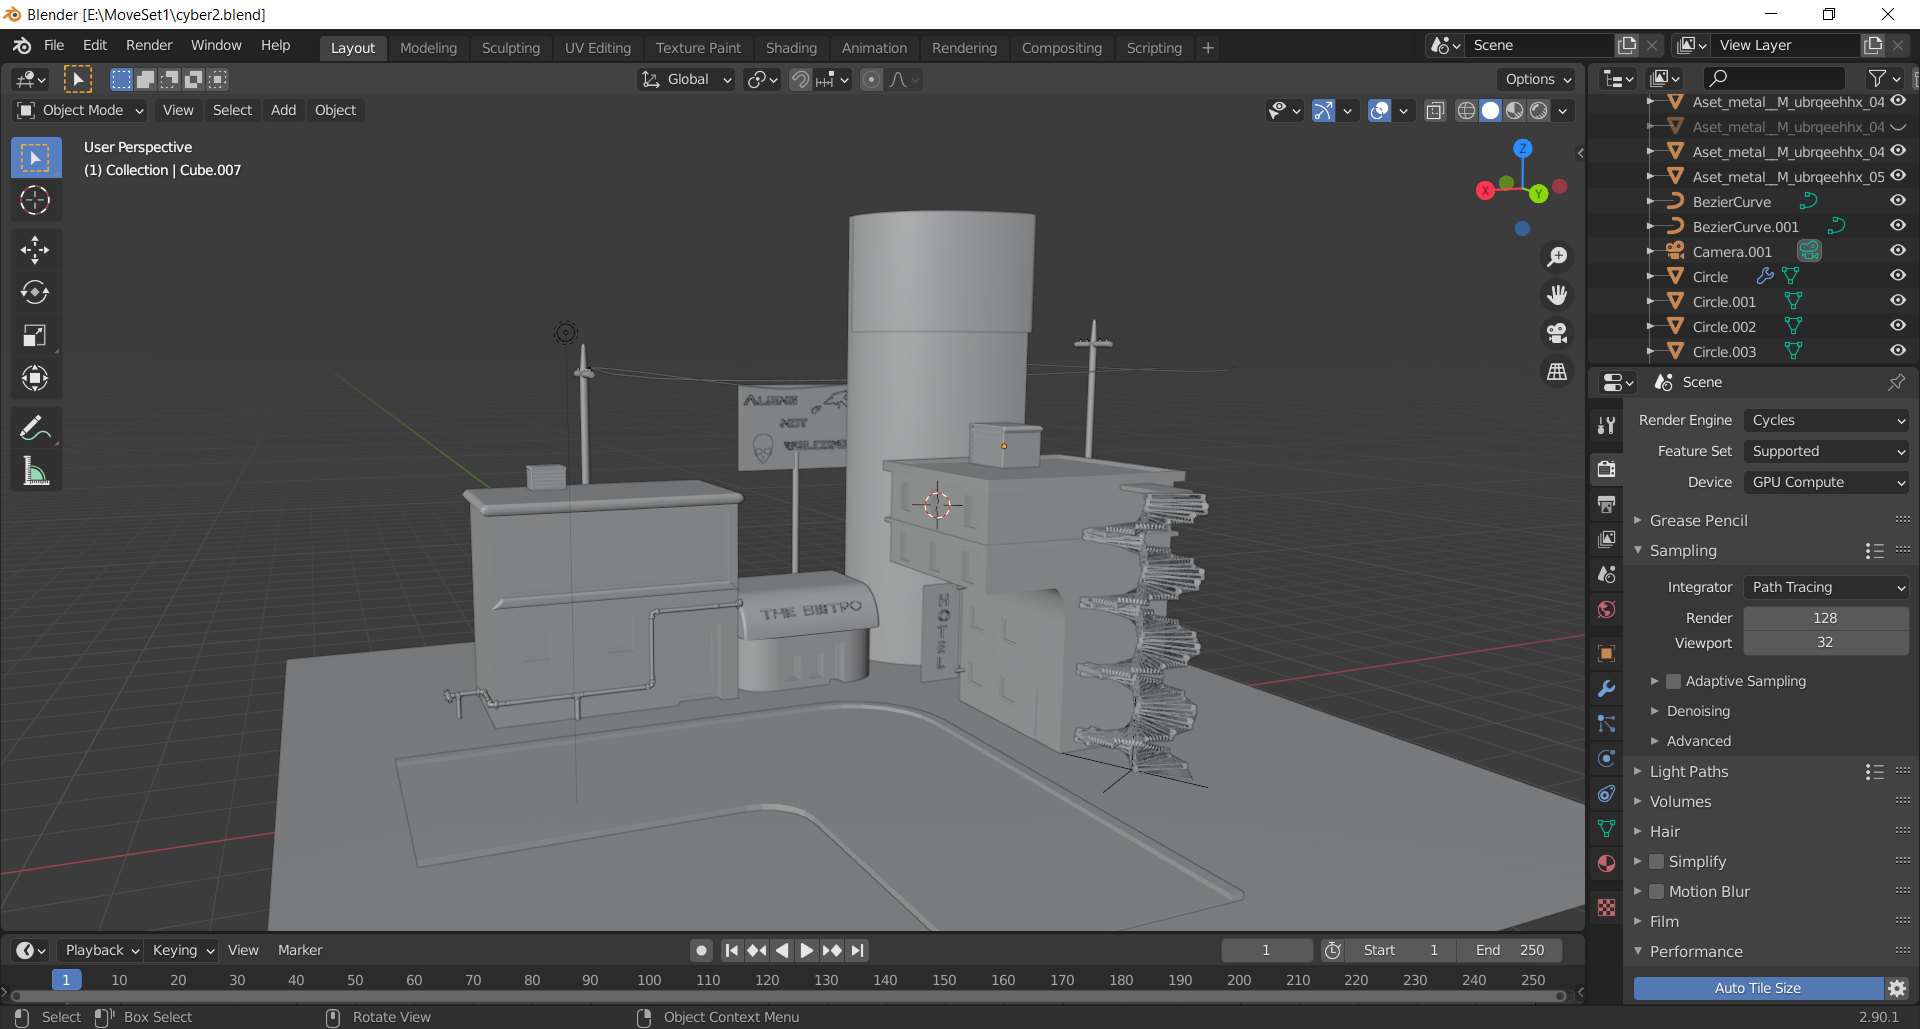 Blender [E:\MoveSet1\cyber2.blend]
File Edit Render Window Help
Layout Modeling Sculpting UV Editing Texture Paint Shading Animation Rendering Compositing Scripting +
Scene
View Layer
Global
Options
Object Mode View Select Add Object
User Perspective
(1) Collection | Cube.007
Z
X
Y
ALIENS
NOT
WELCOME
THE BISTRO
HOTEL
Aset_metal__M_ubrqeehhx_04
Aset_metal__M_ubrqeehhx_04
Aset_metal__M_ubrqeehhx_04
Aset_metal__M_ubrqeehhx_05
BezierCurve
BezierCurve.001
Camera.001
Circle
Circle.001
Circle.002
Circle.003
Scene
Render Engine Cycles
Feature Set Supported
Device GPU Compute
Grease Pencil
Sampling
Integrator Path Tracing
Render 128
Viewport 32
Adaptive Sampling
Denoising
Advanced
Light Paths
Volumes
Hair
Simplify
Motion Blur
Film
Performance
Auto Tile Size
Playback Keying View Marker
1
Start 1
End 250
1 10 20 30 40 50 60 70 80 90 100 110 120 130 140 150 160 170 180 190 200 210 220 230 240 250
Select Box Select Rotate View Object Context Menu 2.90.1